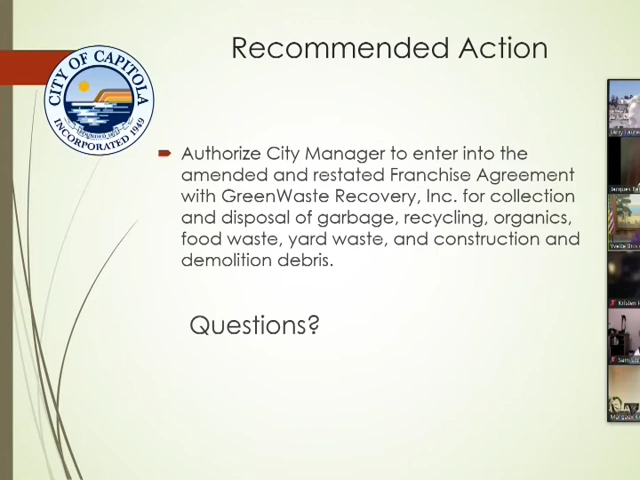 Recommended Action
CITY OF CAPITOLA
INCORPORATED 1949
Authorize City Manager to enter into the
amended and restated Franchise Agreement
with GreenWaste Recovery, Inc. for collection
and disposal of garbage, recycling, organics,
food waste, yard waste, and construction and
demolition debris.
Questions?